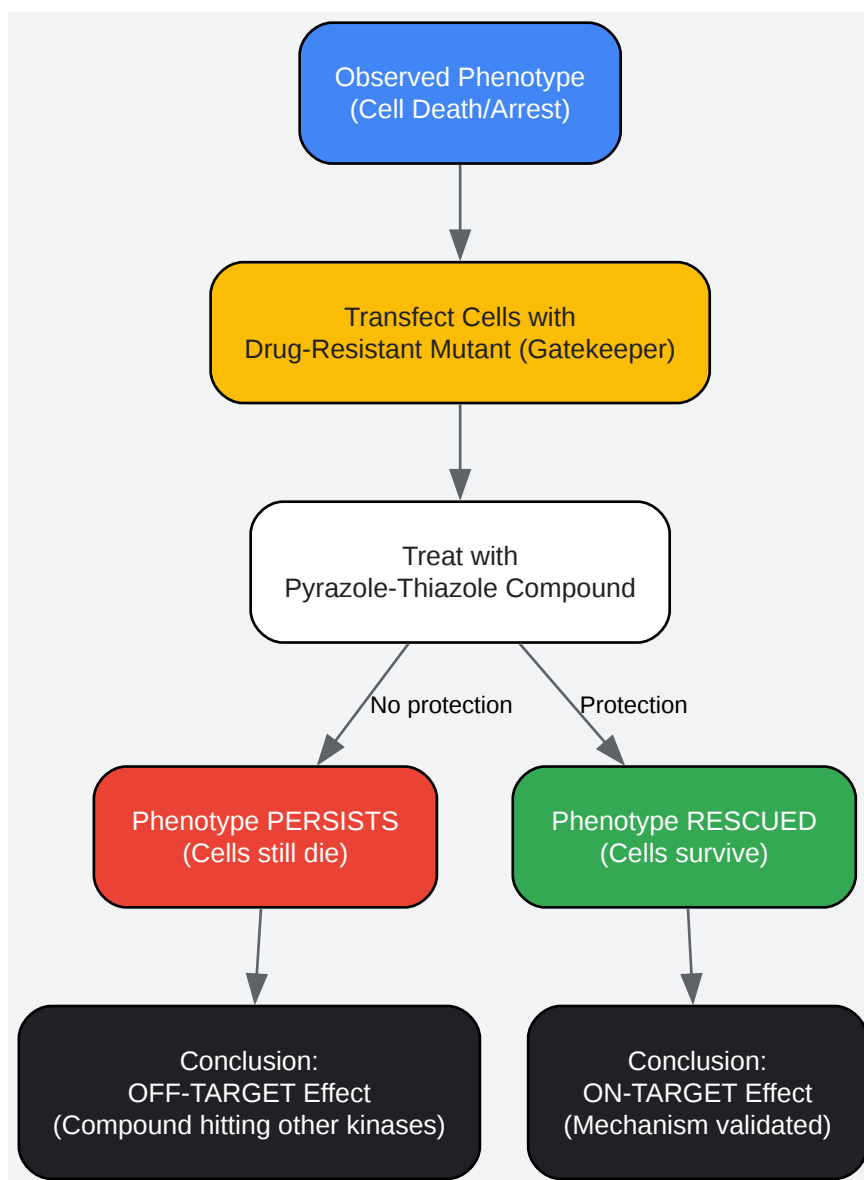 Observed Phenotype
(Cell Death/Arrest)
Transfect Cells with
Drug-Resistant Mutant (Gatekeeper)
Treat with
Pyrazole-Thiazole Compound
No protection
Protection
Phenotype PERSISTS
(Cells still die)
Phenotype RESCUED
(Cells survive)
Conclusion:
OFF-TARGET Effect
(Compound hitting other kinases)
Conclusion:
ON-TARGET Effect
(Mechanism validated)